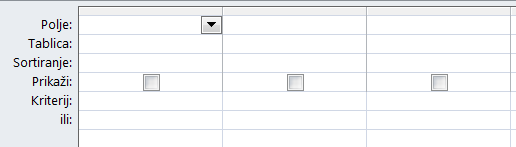 Polje:
Tablica:
Sortiranje:
Prikaži:
Kriterij:
ili: